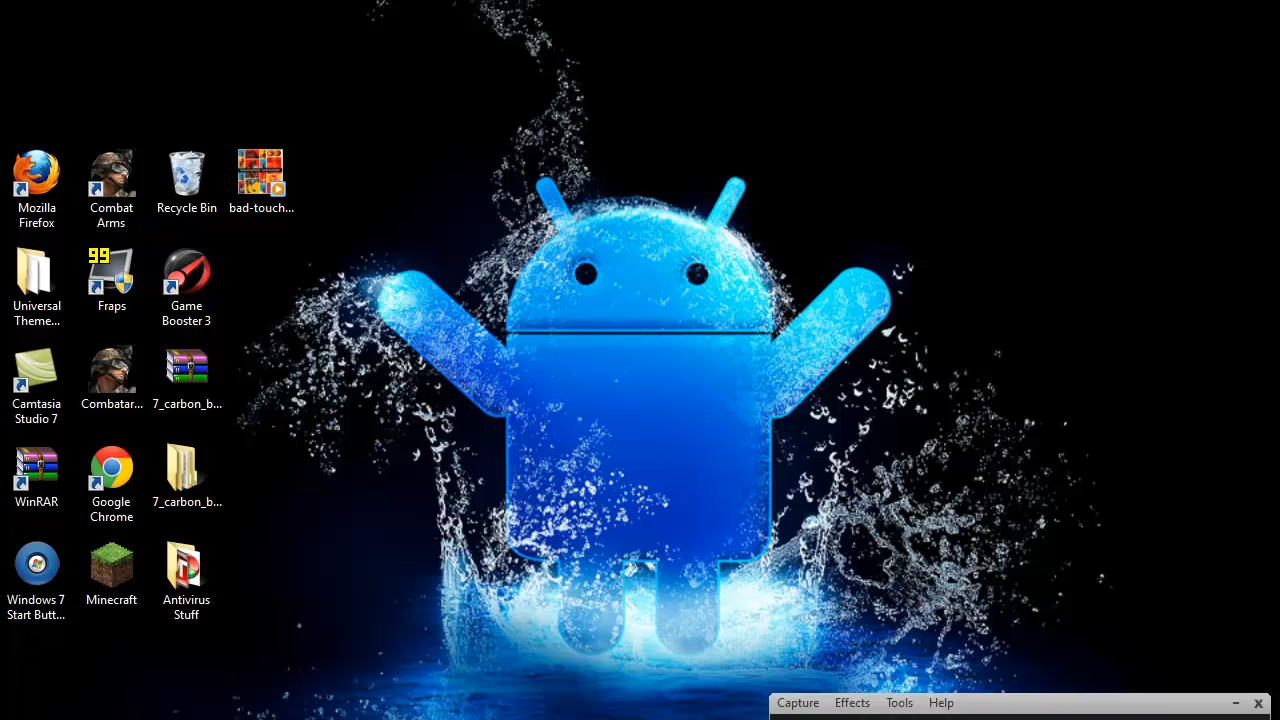 Mozilla
Firefox
Combat
Arms
Recycle Bin
bad-touch...
Universal
Theme...
99
Fraps
Game
Booster 3
Camtasia
Studio 7
Combatar...
7_carbon_b...
WinRAR
Google
Chrome
7_carbon_b...
Windows 7
Start Butt...
Minecraft
Antivirus
Stuff
Capture Effects Tools Help